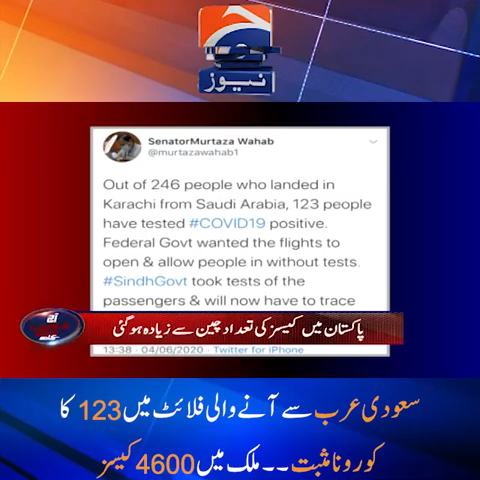 نیوز
SenatorMurtaza Wahab
@murtazawahab1
Out of 246 people who landed in
Karachi from Saudi Arabia, 123 people
have tested #COVID19 positive.
Federal Govt wanted the flights to
open & allow people in without tests.
#SindhGovt took tests of the
passengers & will now have to trace
پاکستان میں کیسز کی تعداد چین سے زیادہ ہو گئی
13:38 - 04/06/2020 - Twitter for iPhone
سعودی عرب سے آنے والی فلائٹ میں 123 کا
کورونا مثبت۔۔ملک میں 4600 کیسز